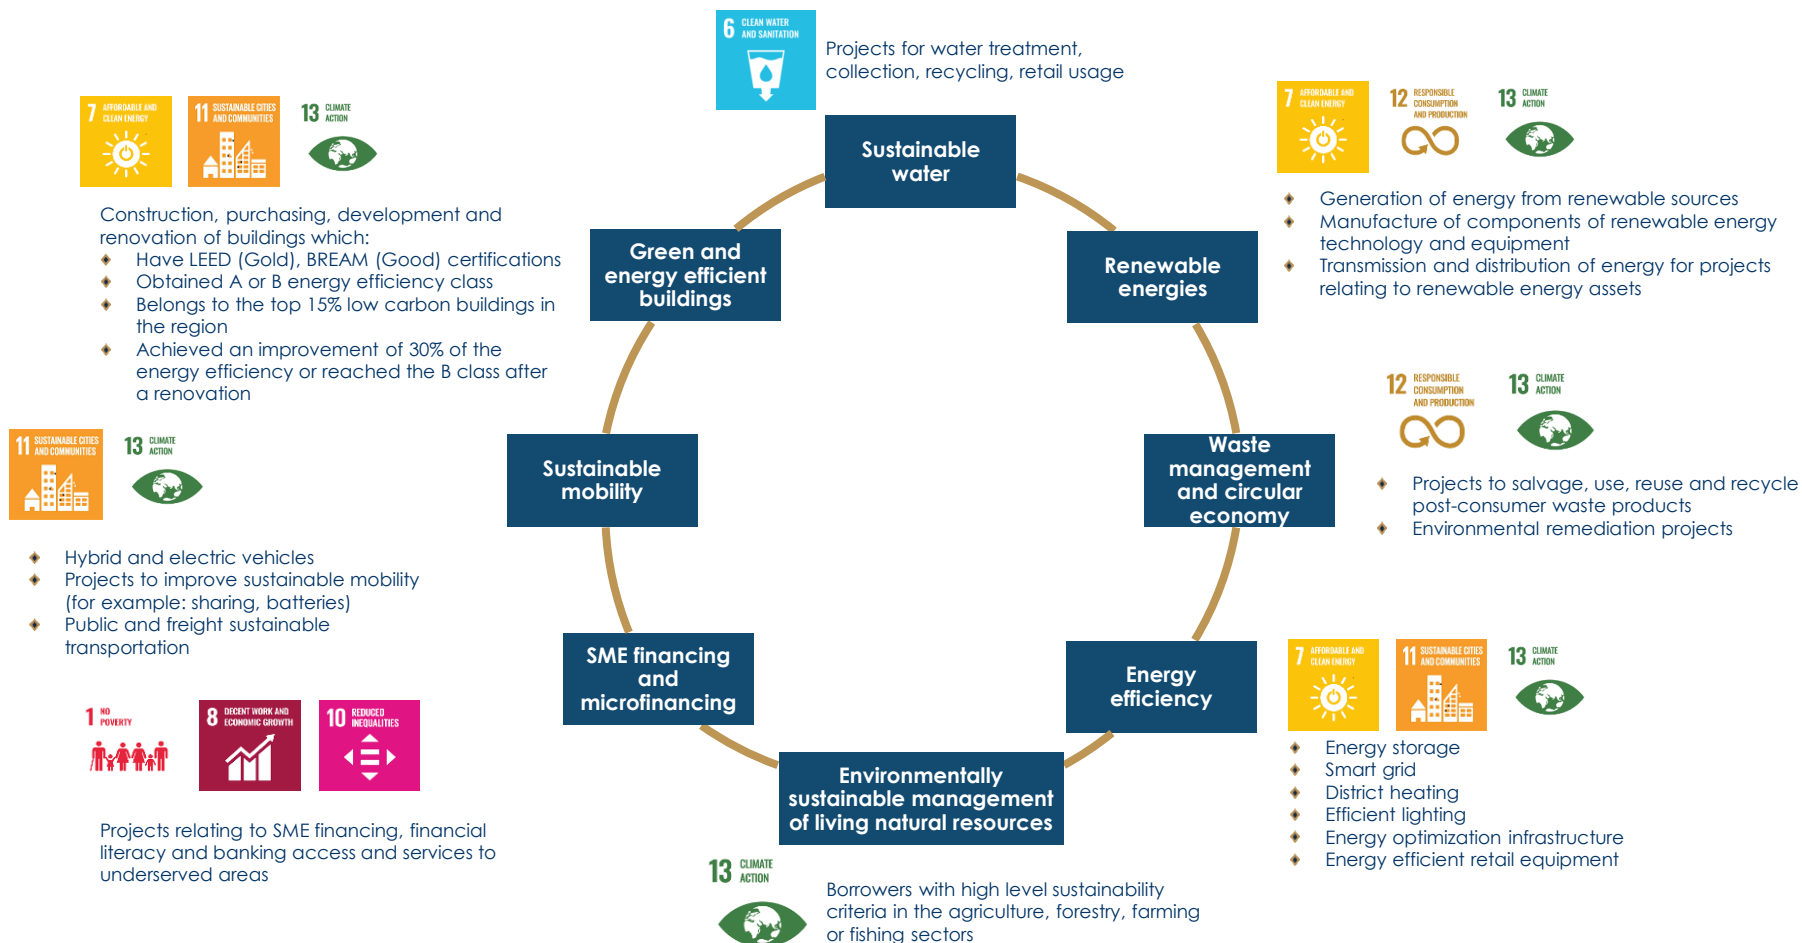 6 CLEAN WATER
AND SANITATION
Projects for water treatment,
collection, recycling, retail usage
Sustainable
water
7 AFFORDABLE AND
CLEAN ENERGY
12 RESPONSIBLE
CONSUMPTION
AND PRODUCTION
13 CLIMATE
ACTION
Generation of energy from renewable sources
Manufacture of components of renewable energy
technology and equipment
Transmission and distribution of energy for projects
relating to renewable energy assets
Renewable
energies
12 RESPONSIBLE
CONSUMPTION
AND PRODUCTION
13 CLIMATE
ACTION
Waste
management
and circular
economy
Projects to salvage, use, reuse and recycle
post-consumer waste products
Environmental remediation projects
7 AFFORDABLE AND
CLEAN ENERGY
11 SUSTAINABLE CITIES
AND COMMUNITIES
13 CLIMATE
ACTION
Energy
efficiency
Energy storage
Smart grid
District heating
Efficient lighting
Energy optimization infrastructure
Energy efficient retail equipment
Environmentally
sustainable management
of living natural resources
13 CLIMATE
ACTION
Borrowers with high level sustainability
criteria in the agriculture, forestry, farming
or fishing sectors
SME financing
and
microfinancing
1 NO
POVERTY
8 DECENT WORK AND
ECONOMIC GROWTH
10 REDUCED
INEQUALITIES
Projects relating to SME financing, financial
literacy and banking access and services to
underserved areas
Sustainable
mobility
11 SUSTAINABLE CITIES
AND COMMUNITIES
13 CLIMATE
ACTION
Hybrid and electric vehicles
Projects to improve sustainable mobility
(for example: sharing, batteries)
Public and freight sustainable
transportation
Green and
energy efficient
buildings
7 AFFORDABLE AND
CLEAN ENERGY
11 SUSTAINABLE CITIES
AND COMMUNITIES
13 CLIMATE
ACTION
Construction, purchasing, development and
renovation of buildings which:
Have LEED (Gold), BREAM (Good) certifications
Obtained A or B energy efficiency class
Belongs to the top 15% low carbon buildings in
the region
Achieved an improvement of 30% of the
energy efficiency or reached the B class after
a renovation